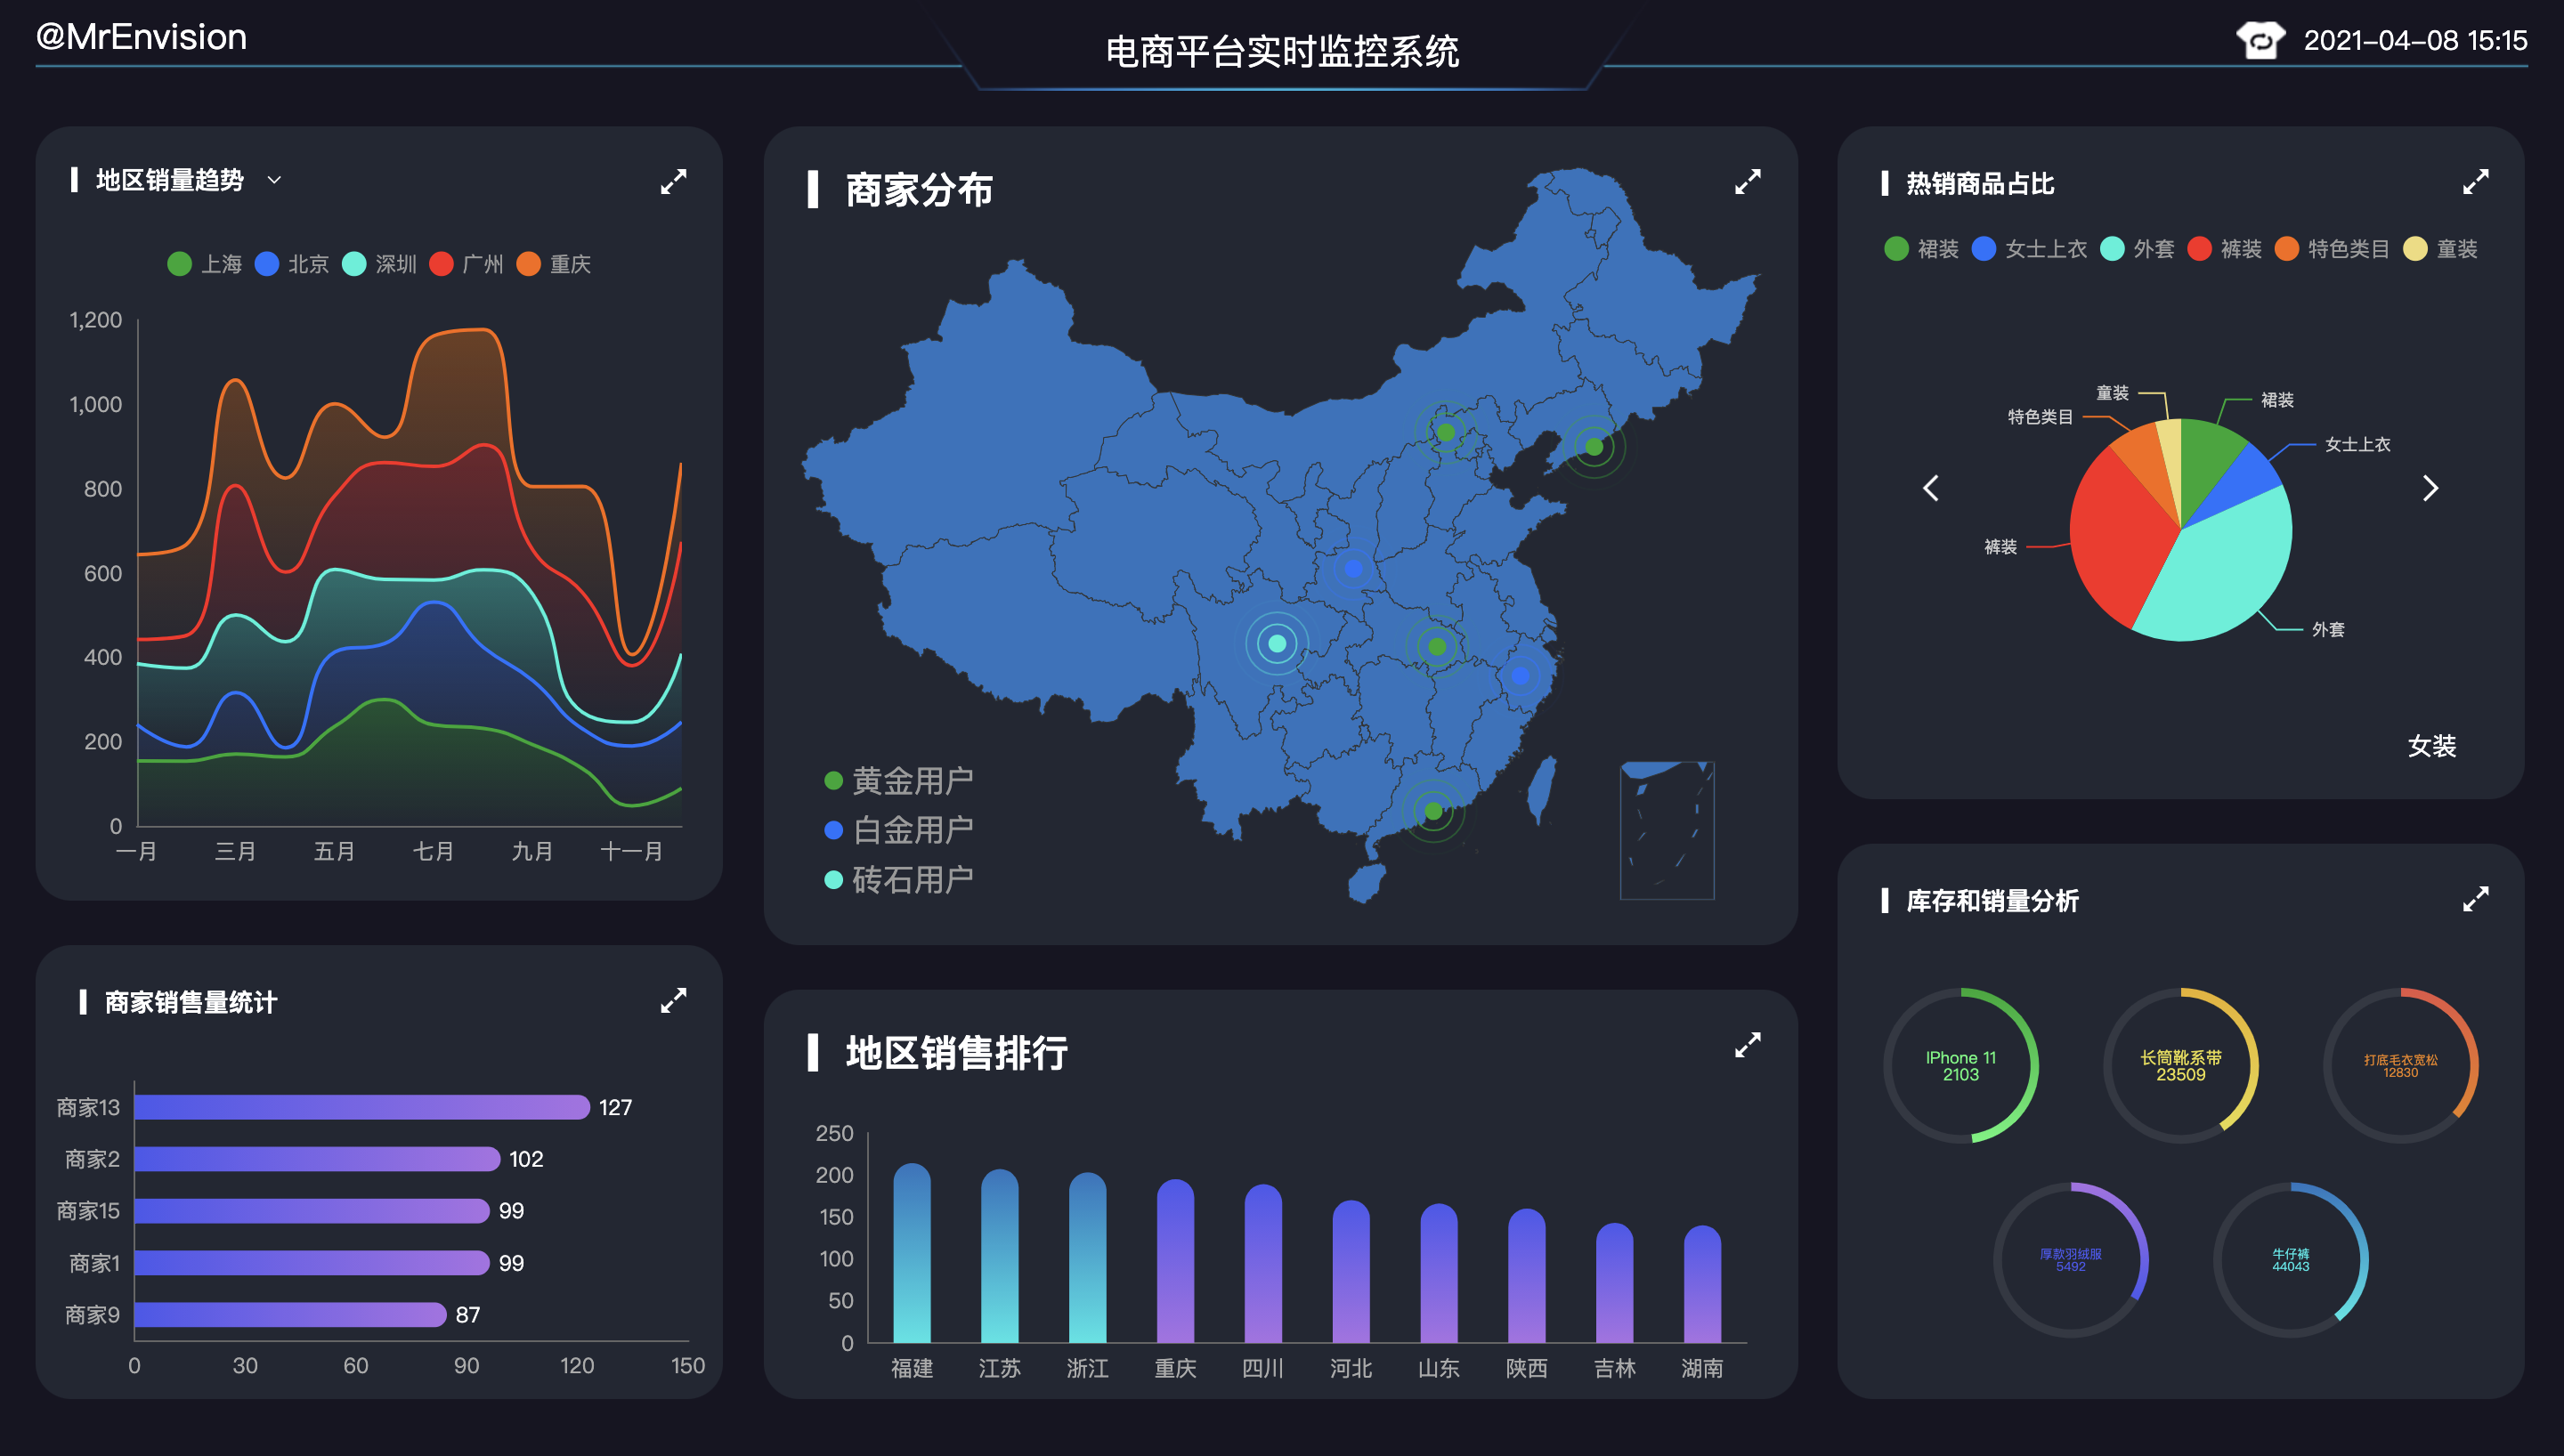 @MrEnvision
电商平台实时监控系统
2021-04-08 15:15
地区销量趋势
上海 北京 深圳 广州 重庆
1,200
1,000
800
600
400
200
0
一月 三月 五月 七月 九月 十一月
商家销售量统计
商家13 127
商家2 102
商家15 99
商家1 99
商家9 87
0 30 60 90 120 150
商家分布
黄金用户
白金用户
砖石用户
地区销售排行
250
200
150
100
50
0
福建 江苏 浙江 重庆 四川 河北 山东 陕西 吉林 湖南
热销商品占比
裙装 女士上衣 外套 裤装 特色类目 童装
童装
裙装
特色类目
女士上衣
裤装
外套
女装
库存和销量分析
IPhone 11
2103
长筒靴系带
23509
打底毛衣宽松
12830
厚款羽绒服
5492
牛仔裤
44043